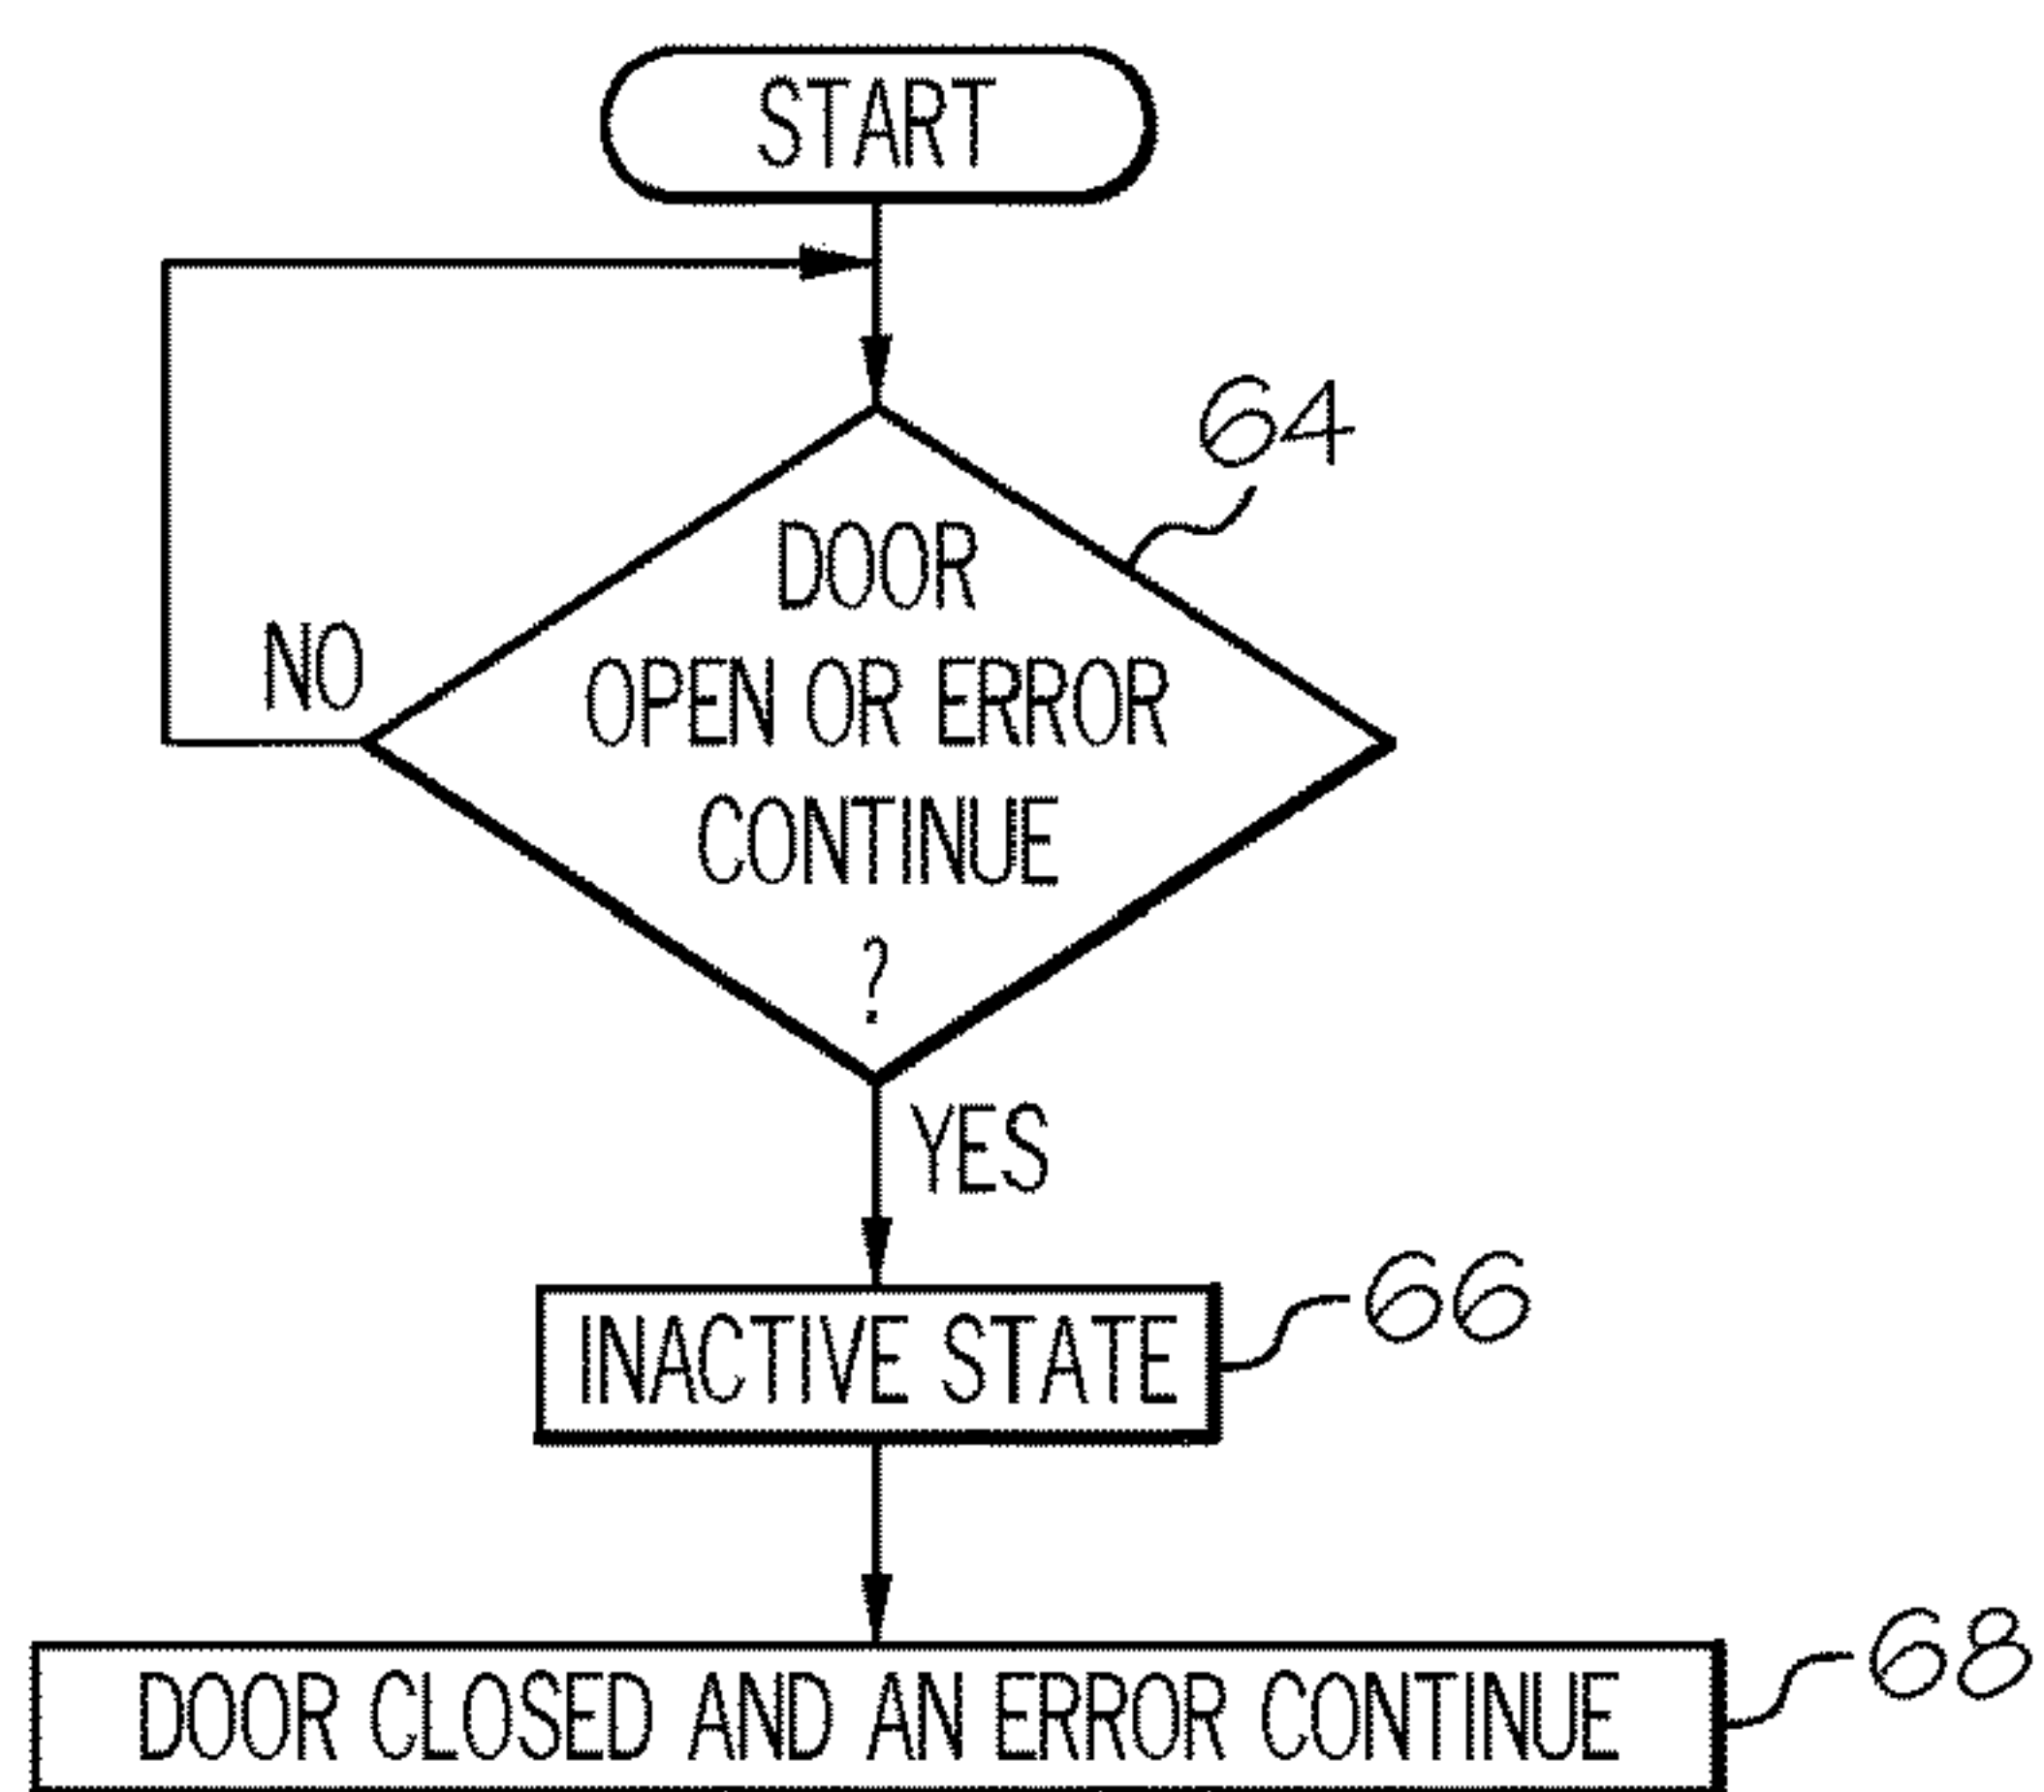 START
64
DOOR
OPEN OR ERROR
CONTINUE
?
NO
YES
INACTIVE STATE
66
DOOR CLOSED AND AN ERROR CONTINUE
68